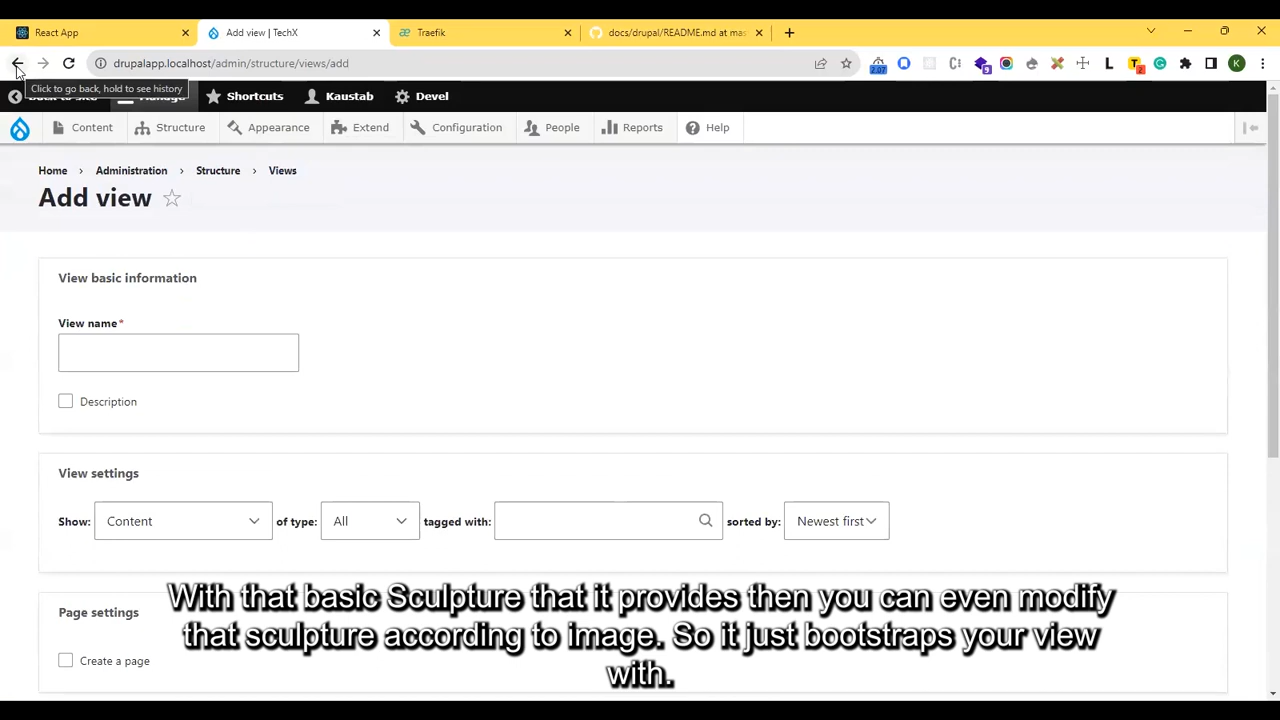 React App
Add view | TechX
Traefik
docs/drupal/README.md at mas
drupalapp.localhost/admin/structure/views/add
2.07
9
2
K
Click to go back, hold to see history
Shortcuts
Kaustab
Devel
Content
Structure
Appearance
Extend
Configuration
People
Reports
Help
Home > Administration > Structure > Views
Add view
View basic information
View name*
Description
View settings
Show: Content of type: All tagged with: sorted by: Newest first
Page settings
Create a page
With that basic Sculpture that it provides then you can even modify
that sculpture according to image. So it just bootstraps your view
with.